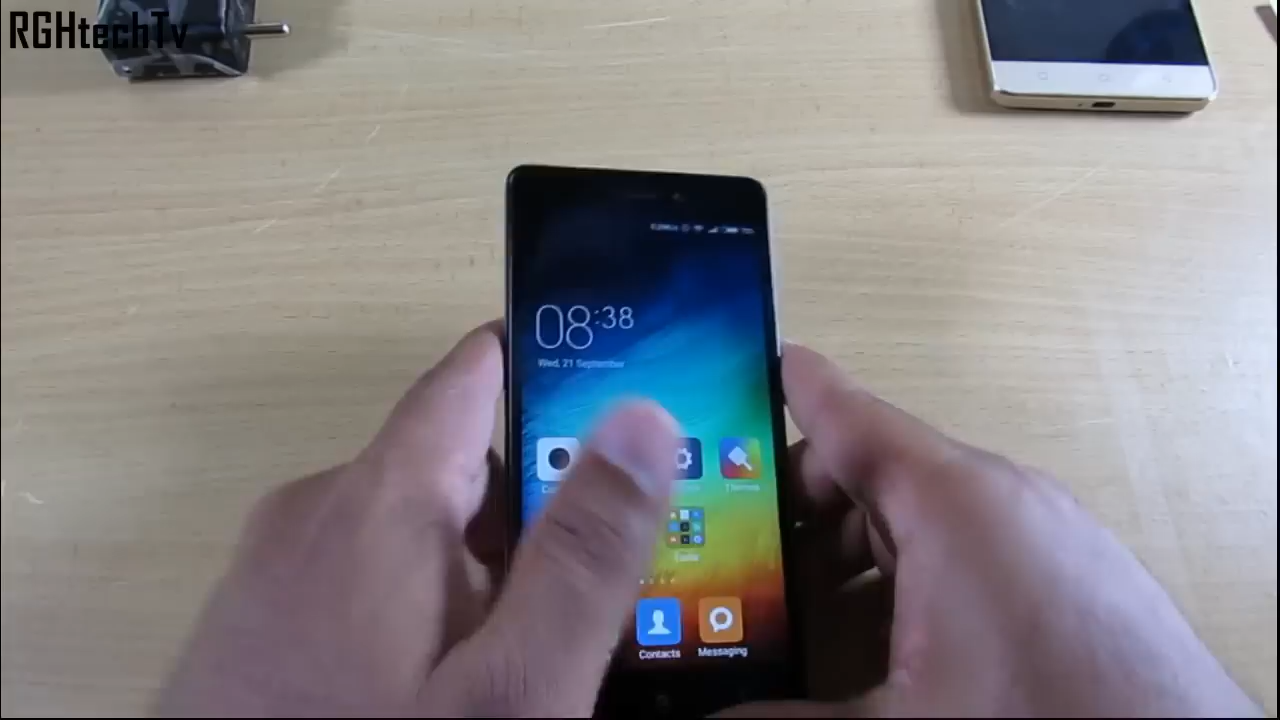 RGHtechTv
08:38
Wed, 21 September
Themes
Tools
Contacts
Messaging